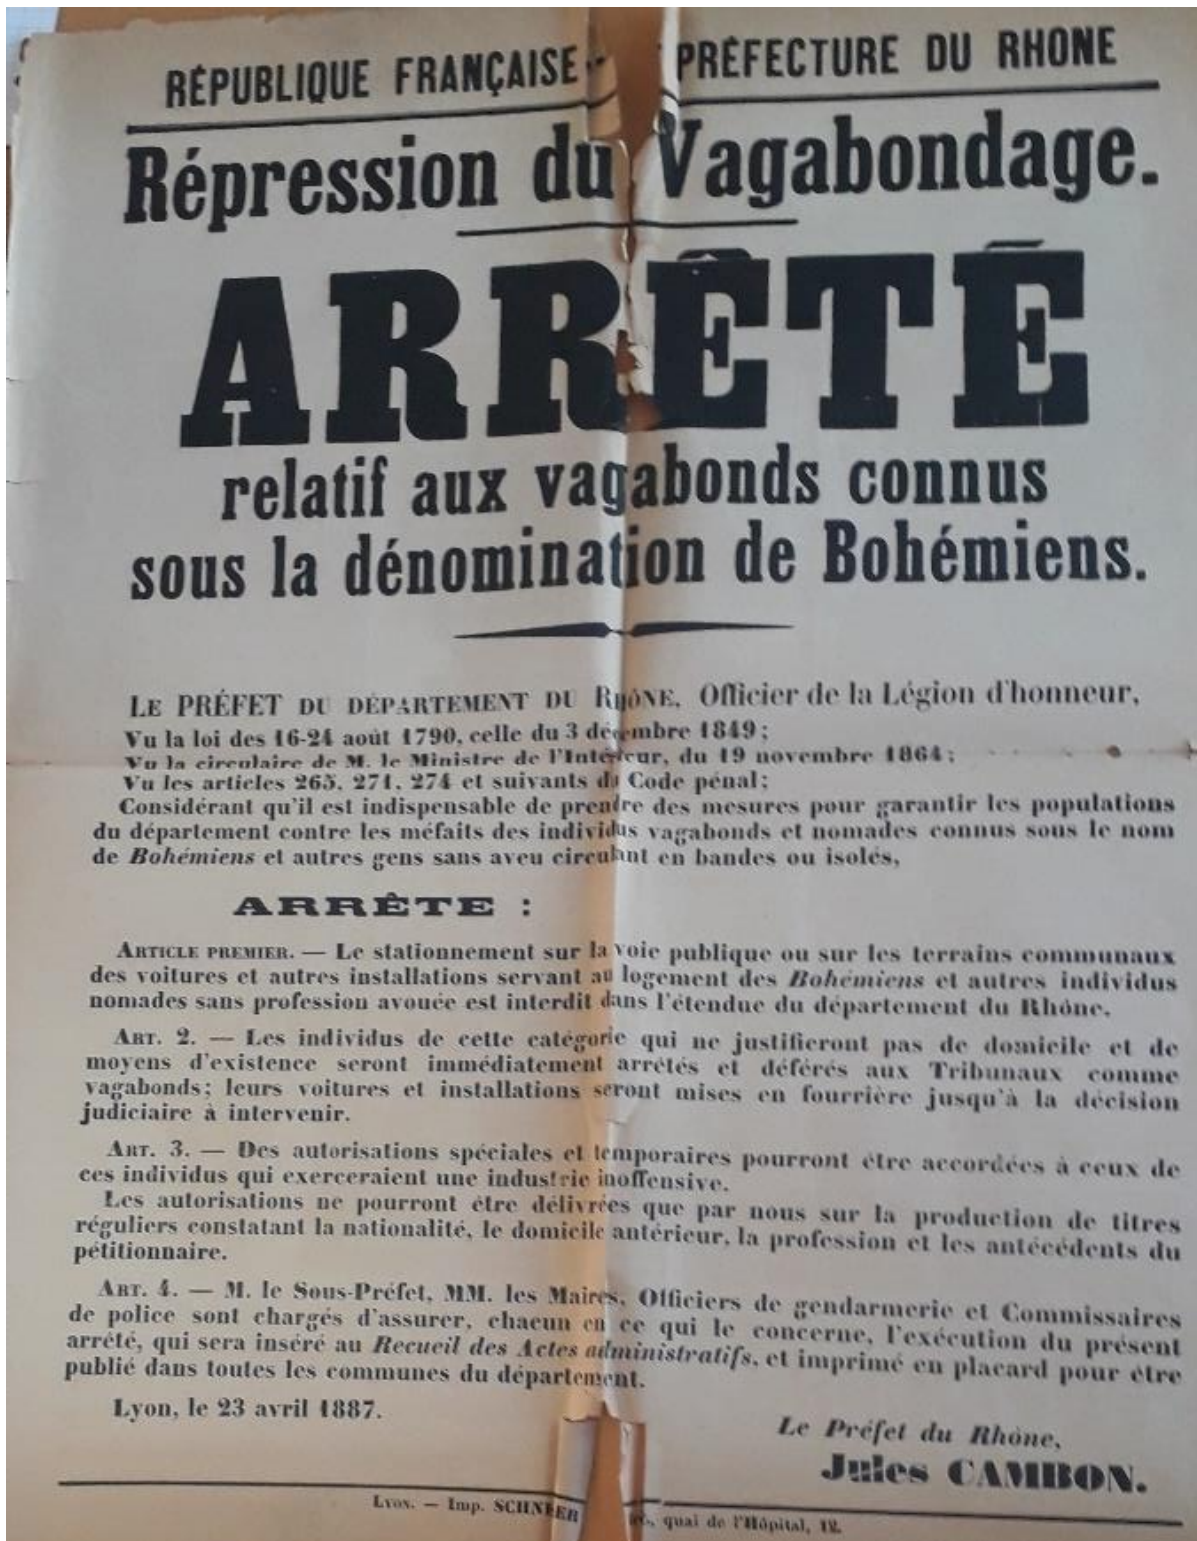 RÉPUBLIQUE FRANÇAISE - PRÉFECTURE DU RHONE
Répression du Vagabondage.
ARRÊTÉ
relatif aux vagabonds connus
sous la dénomination de Bohémiens.
LE PRÉFET DU DÉPARTEMENT DU RHÔNE, Officier de la Légion d'honneur,
Vu la loi des 16-24 août 1790, celle du 3 décembre 1849;
Vu la circulaire de M. le Ministre de l'Intérieur, du 19 novembre 1864;
Vu les articles 265, 271, 274 et suivants du Code pénal;
Considérant qu'il est indispensable de prendre des mesures pour garantir les populations
du département contre les méfaits des individus vagabonds et nomades connus sous le nom
de Bohémiens et autres gens sans aveu circulant en bandes ou isolés,
ARRÊTE :
ARTICLE PREMIER. — Le stationnement sur la voie publique ou sur les terrains communaux
des voitures et autres installations servant au logement des Bohémiens et autres individus
nomades sans profession avouée est interdit dans l'étendue du département du Rhône.
ART. 2. — Les individus de cette catégorie qui ne justifieront pas de domicile et de
moyens d'existence seront immédiatement arrêtés et déférés aux Tribunaux comme
vagabonds; leurs voitures et installations seront mises en fourrière jusqu'à la décision
judiciaire à intervenir.
ART. 3. — Des autorisations spéciales et temporaires pourront être accordées à ceux de
ces individus qui exerceraient une industrie inoffensive.
Les autorisations ne pourront être délivrées que par nous sur la production de titres
réguliers constatant la nationalité, le domicile antérieur, la profession et les antécédents du
pétitionnaire.
ART. 4. — M. le Sous-Préfet, MM. les Maires, Officiers de gendarmerie et Commissaires
de police sont chargés d'assurer, chacun en ce qui le concerne, l'exécution du présent
arrêté, qui sera inséré au Recueil des Actes administratifs, et imprimé en placard pour être
publié dans toutes les communes du département.
Lyon, le 23 avril 1887.
Le Préfet du Rhône,
Jules CAMBON.
Lyon. — Imp. SCHNEER quai de l'Hôpital, 12.